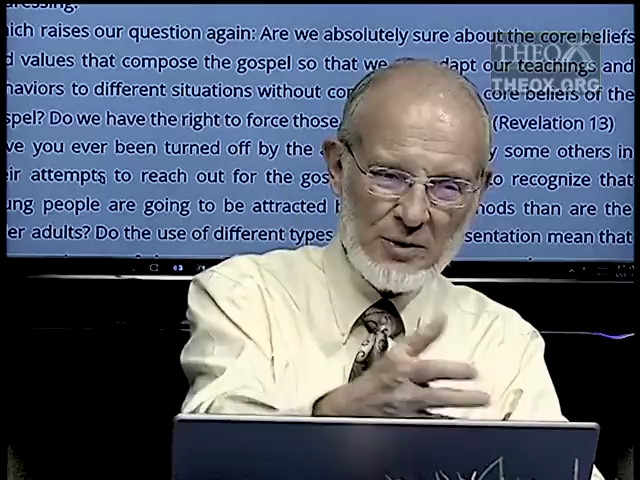 ich raises our question again: Are we absolutely sure about the core beliefs
d values that compose the gospel so that we dapt our teachings and
haviors to different situations without co core beliefs of the
spel? Do we have the right to force those (Revelation 13)
ve you ever been turned off by the y some others in
eir attempts to reach out for the gos to recognize that
ung people are going to be attracted hods than are the
er adults? Do the use of different types sentation mean that
THEOX
THEOX.ORG